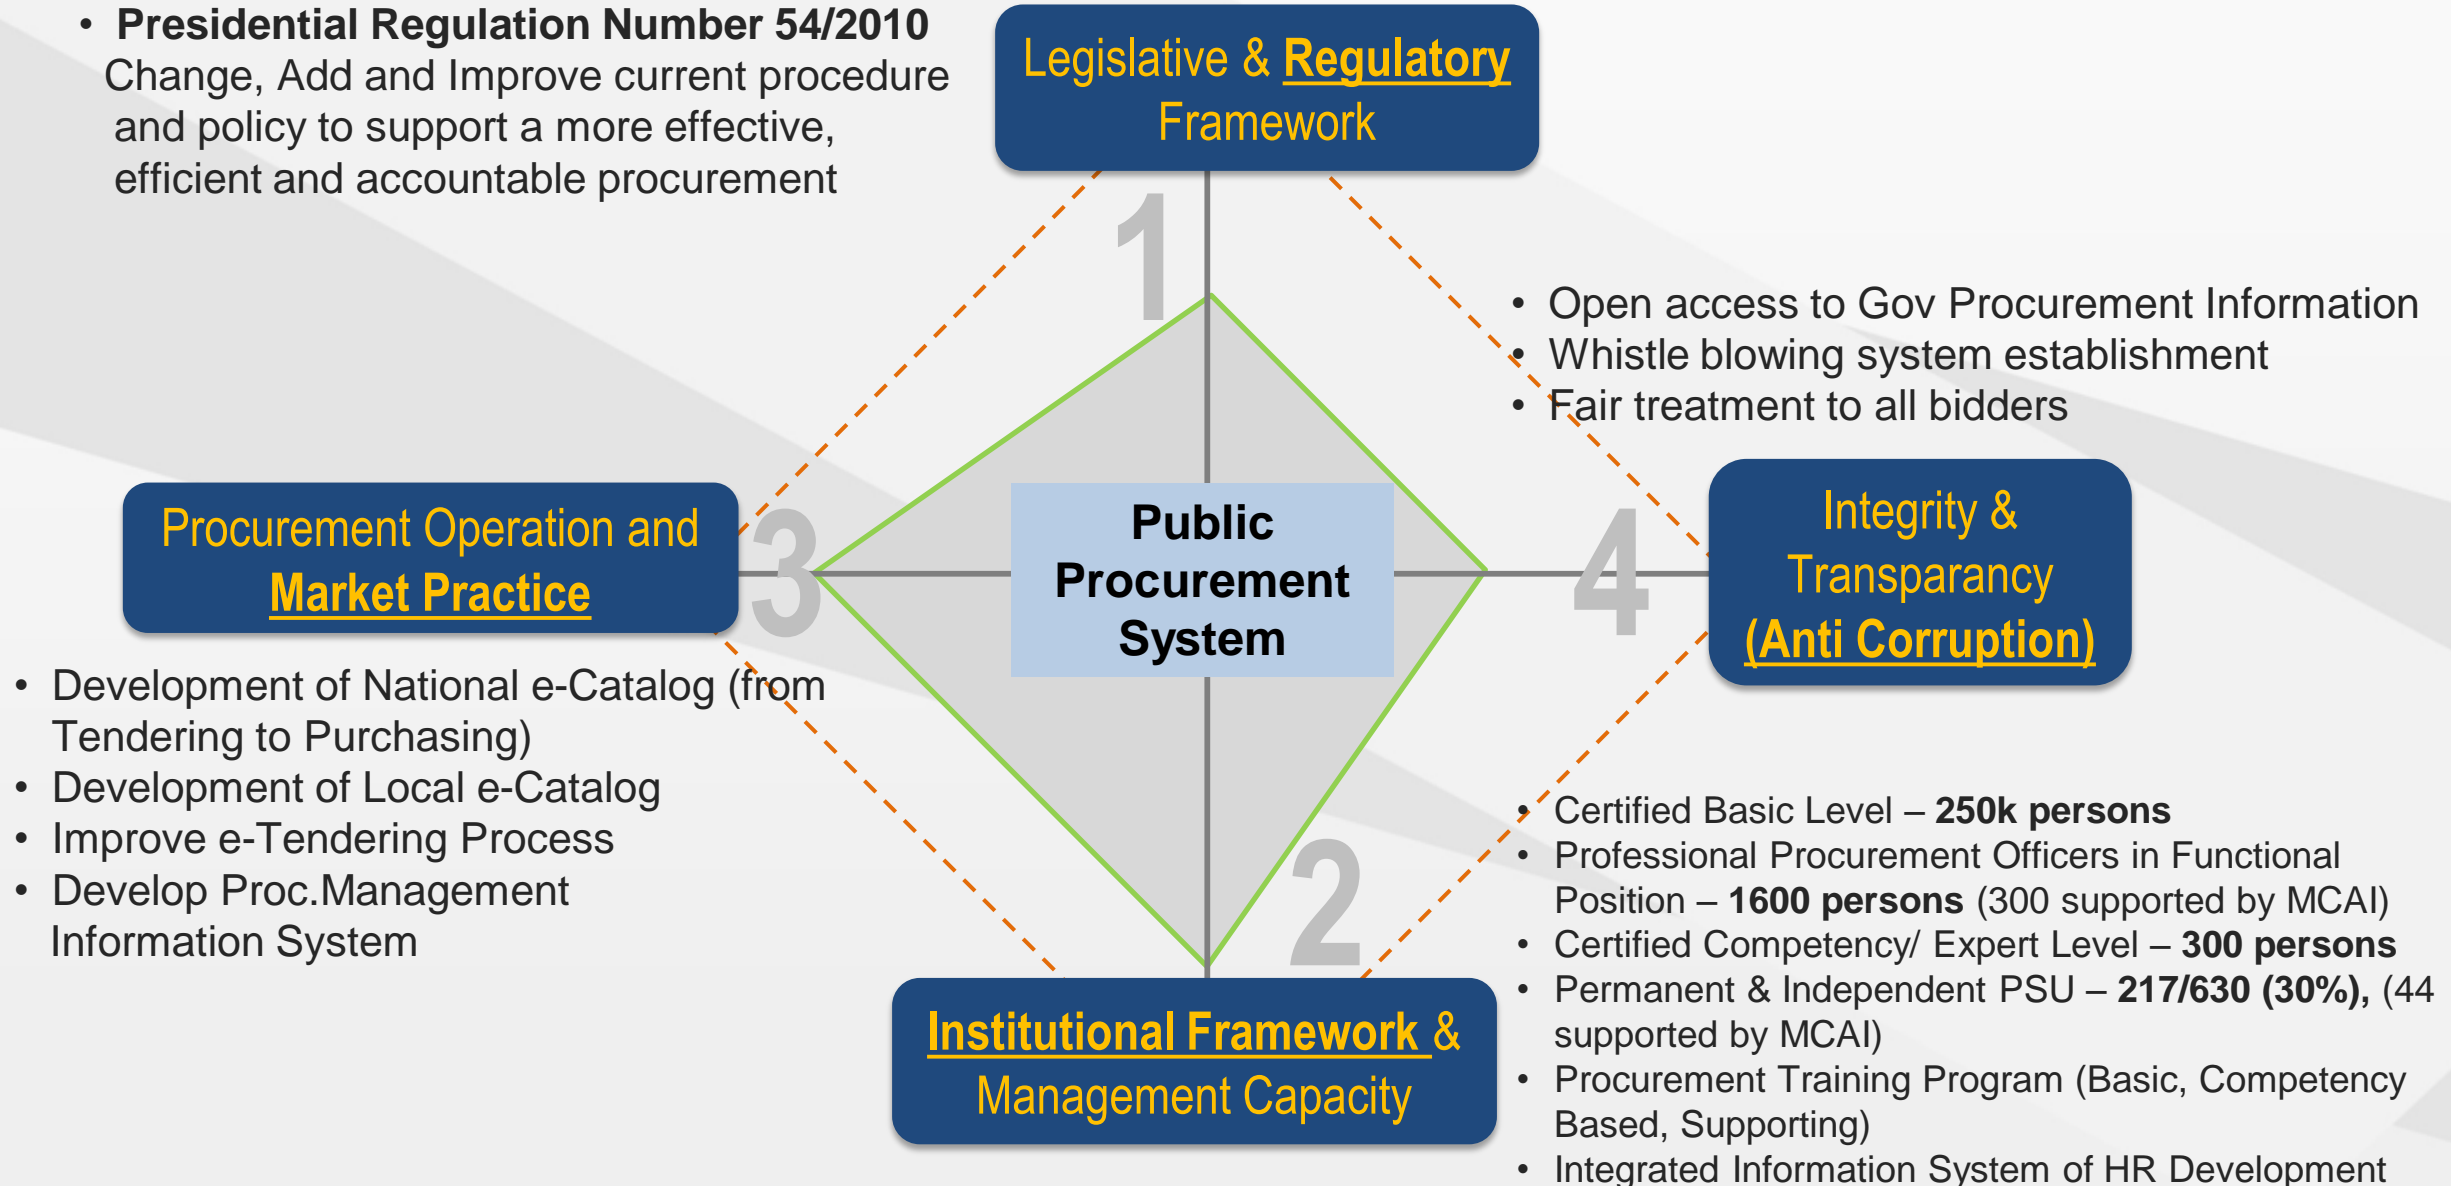 • Presidential Regulation Number 54/2010
Change, Add and Improve current procedure
and policy to support a more effective,
efficient and accountable procurement
Legislative & Regulatory
Framework
1
• Open access to Gov Procurement Information
• Whistle blowing system establishment
• Fair treatment to all bidders
Procurement Operation and
Market Practice
3
Public
Procurement
System
4
Integrity &
Transparancy
(Anti Corruption)
• Development of National e-Catalog (from
Tendering to Purchasing)
• Development of Local e-Catalog
• Improve e-Tendering Process
• Develop Proc.Management
Information System
2
Institutional Framework &
Management Capacity
• Certified Basic Level – 250k persons
• Professional Procurement Officers in Functional
Position – 1600 persons (300 supported by MCAI)
• Certified Competency/ Expert Level – 300 persons
• Permanent & Independent PSU – 217/630 (30%), (44
supported by MCAI)
• Procurement Training Program (Basic, Competency
Based, Supporting)
• Integrated Information System of HR Development